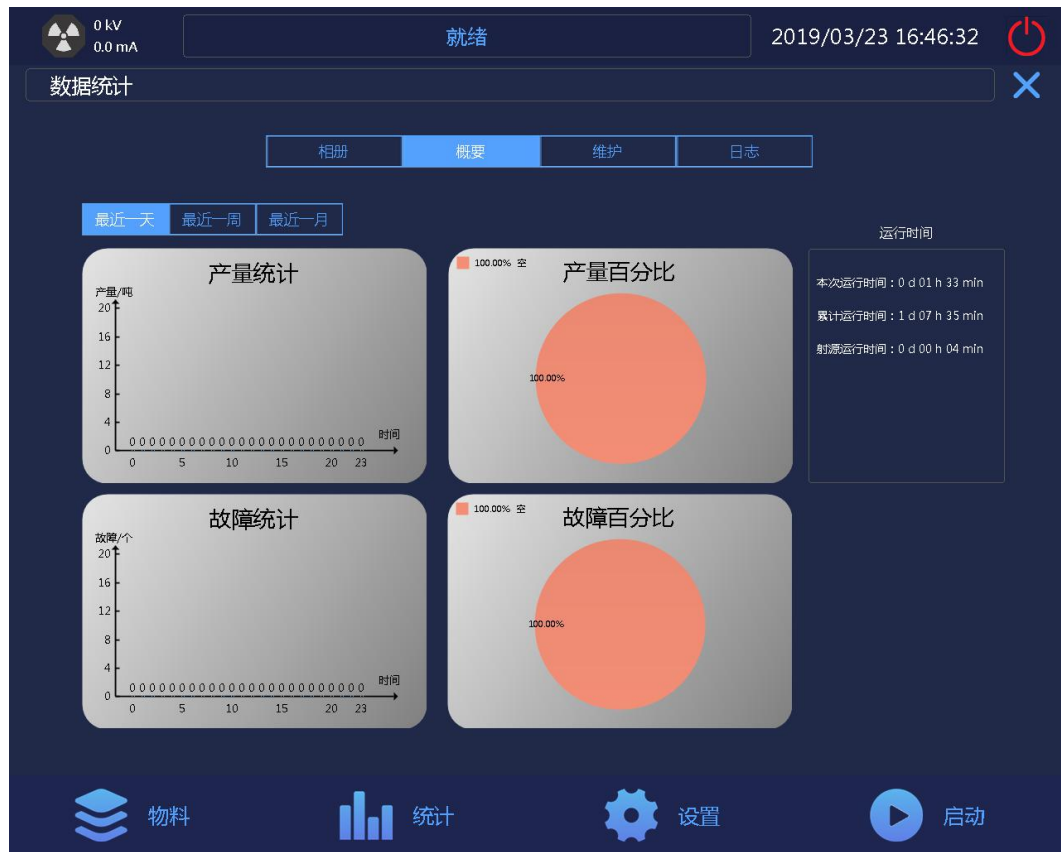 0 kV
0.0 mA
就绪
2019/03/23 16:46:32
数据统计
相册 概要 维护 日志
最近一天 最近一周 最近一月
运行时间
产量统计
产量/吨
20
16
12
8
4
0
0 0 0 0 0 0 0 0 0 0 0 0 0 0 0 0 0 0 0 0 0 0 0 0
时间
0 5 10 15 20 23
100.00% 空
产量百分比
100.00%
本次运行时间：0 d 01 h 33 min
累计运行时间：1 d 07 h 35 min
射源运行时间：0 d 00 h 04 min
故障统计
故障/个
20
16
12
8
4
0
0 0 0 0 0 0 0 0 0 0 0 0 0 0 0 0 0 0 0 0 0 0 0 0
时间
0 5 10 15 20 23
100.00% 空
故障百分比
100.00%
物料 统计 设置 启动